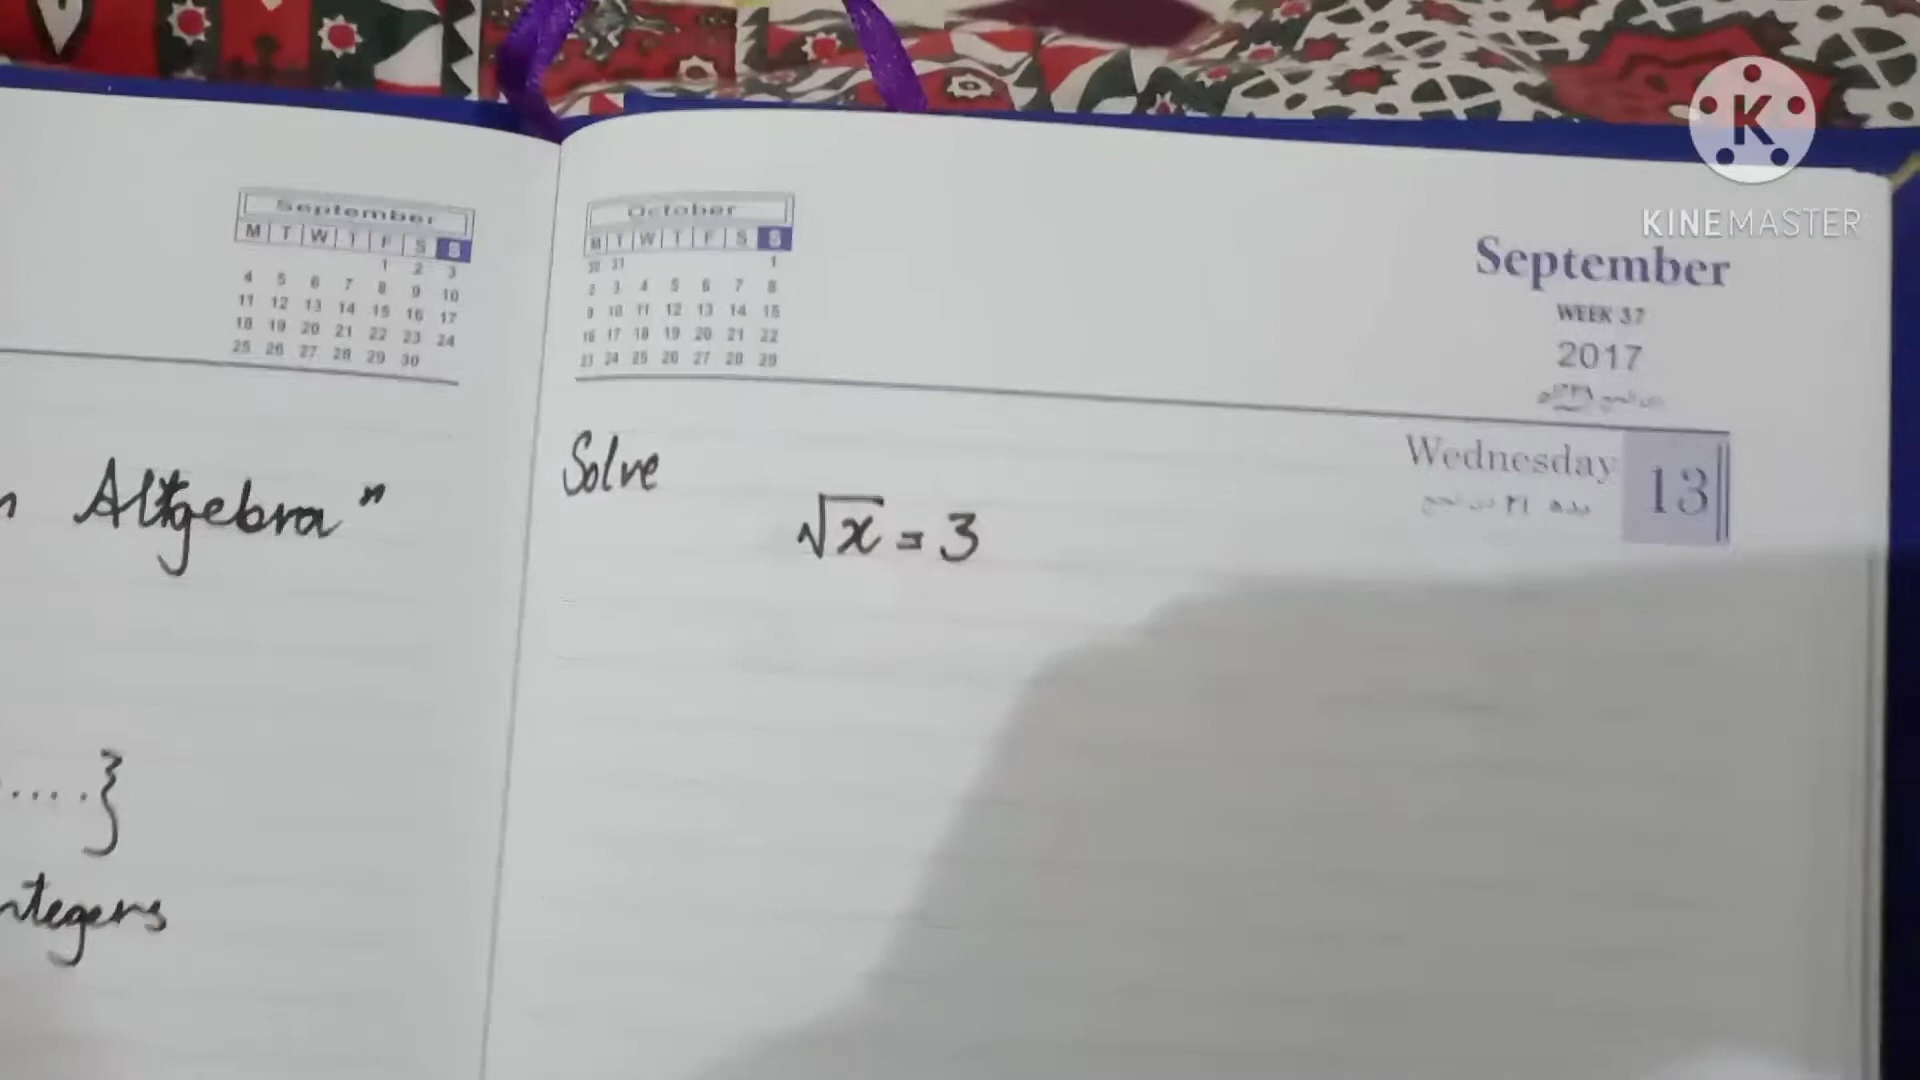 KINEMASTER
September
M T W T F S S
1 2 3
4 5 6 7 8 9 10
11 12 13 14 15 16 17
18 19 20 21 22 23 24
25 26 27 28 29 30
October
M T W T F S S
30 31 1
2 3 4 5 6 7 8
9 10 11 12 13 14 15
16 17 18 19 20 21 22
23 24 25 26 27 28 29
September
WEEK 37
2017
Wednesday 13
Algebra"
....}
ntegers
Solve
√x = 3